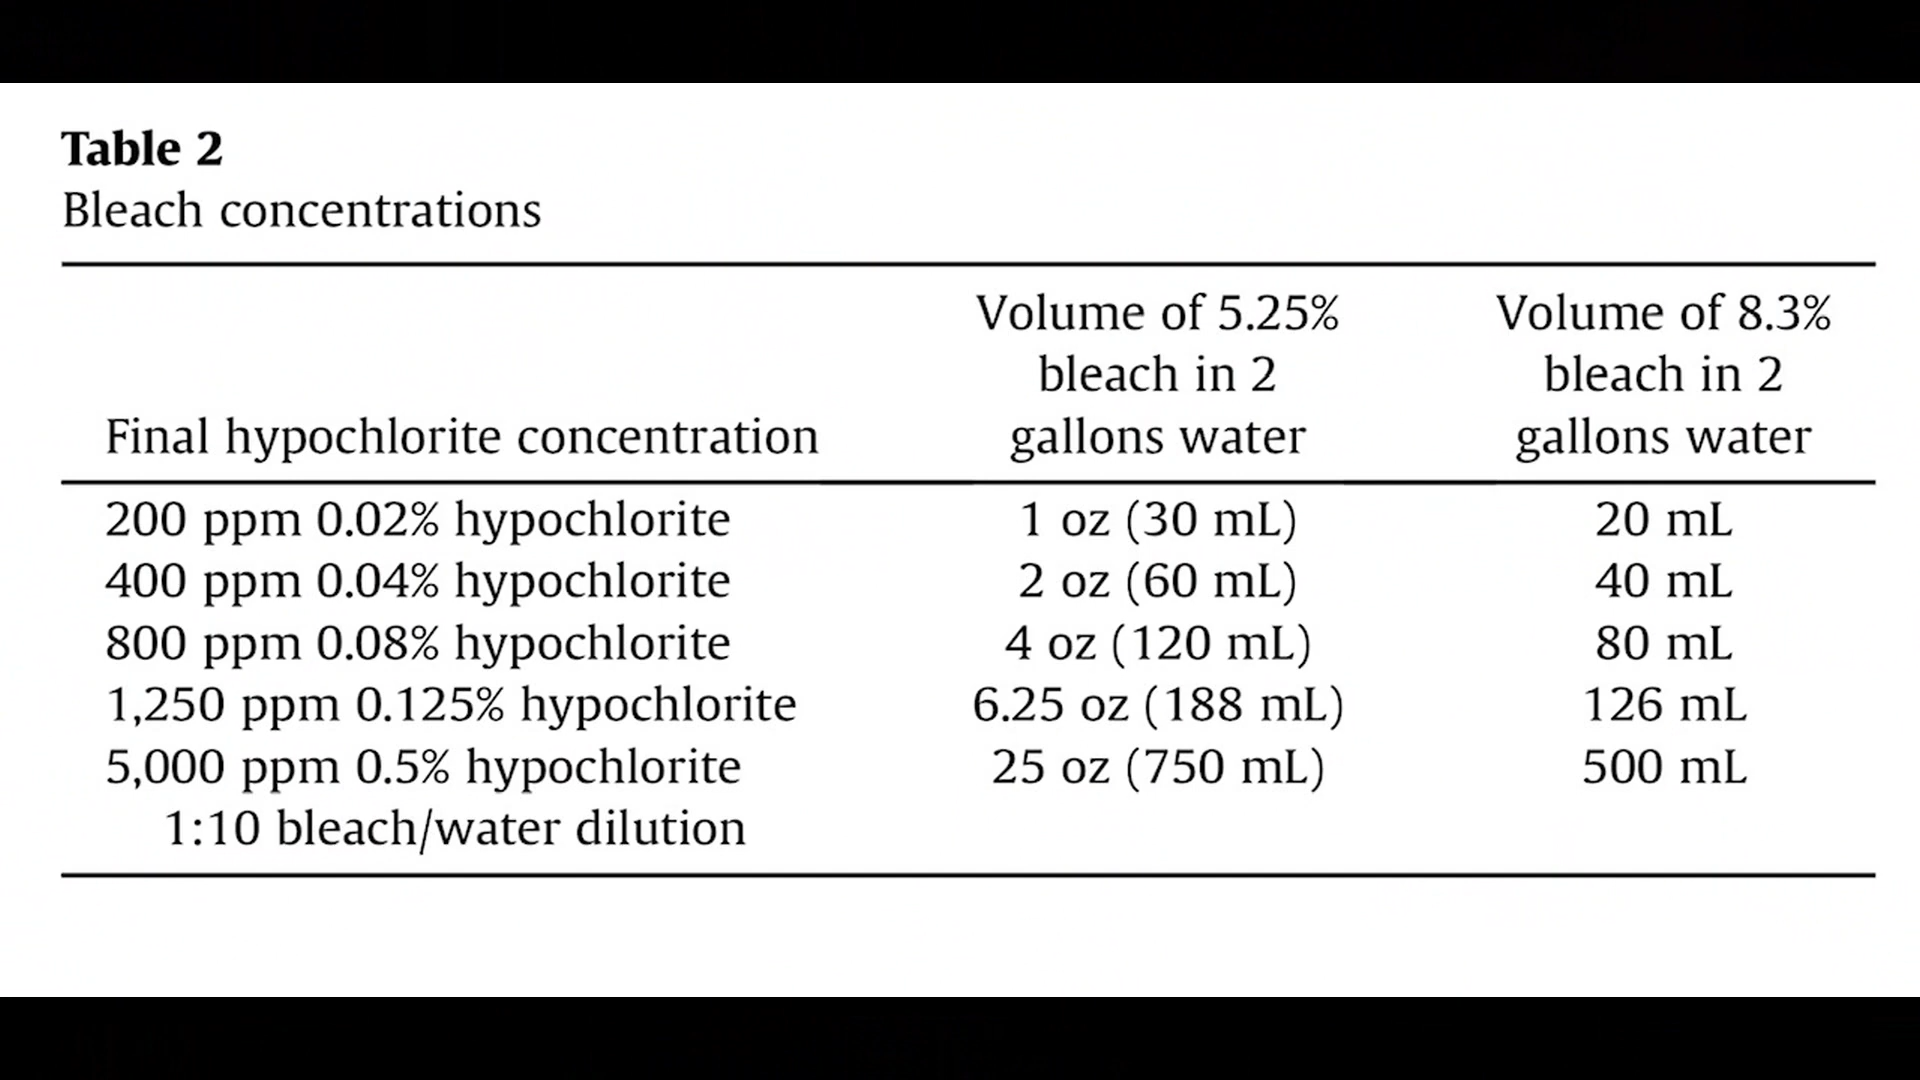 Table 2
Bleach concentrations
Final hypochlorite concentration Volume of 5.25% bleach in 2 gallons water Volume of 8.3% bleach in 2 gallons water
200 ppm 0.02% hypochlorite 1 oz (30 mL) 20 mL
400 ppm 0.04% hypochlorite 2 oz (60 mL) 40 mL
800 ppm 0.08% hypochlorite 4 oz (120 mL) 80 mL
1,250 ppm 0.125% hypochlorite 6.25 oz (188 mL) 126 mL
5,000 ppm 0.5% hypochlorite 25 oz (750 mL) 500 mL
1:10 bleach/water dilution